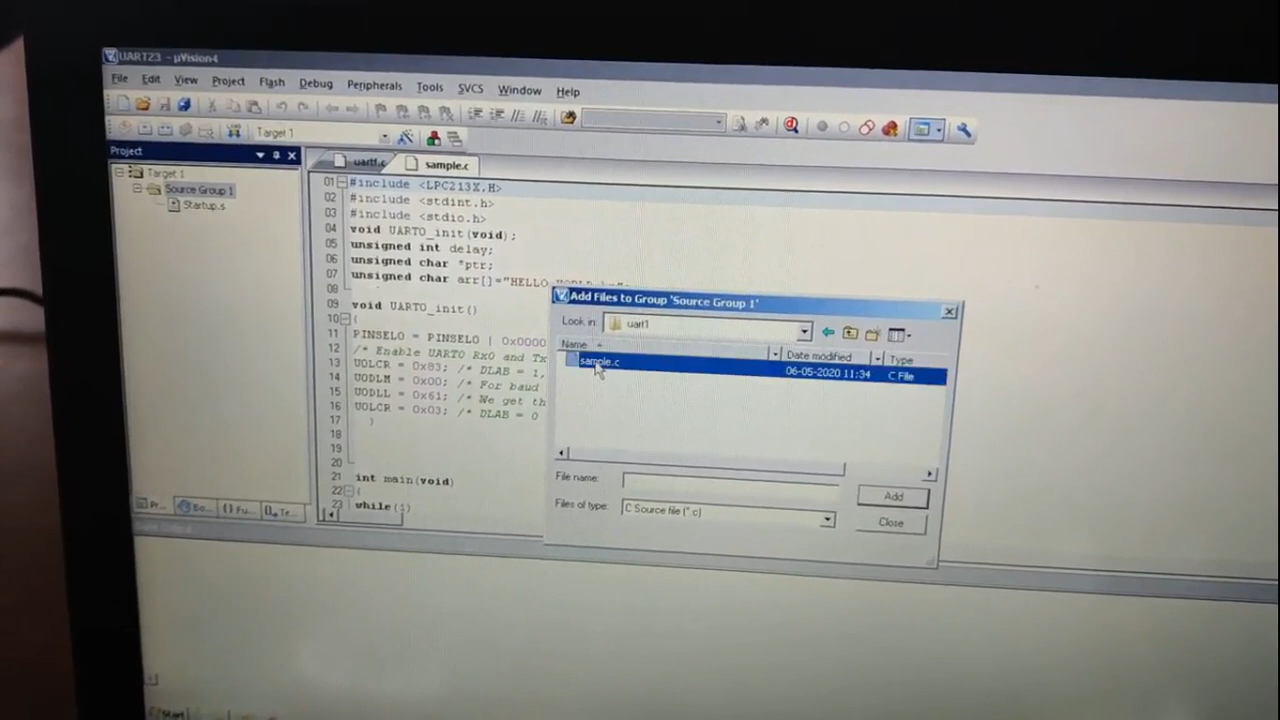 UART23 - µVision4
File Edit View Project Flash Debug Peripherals Tools SVCS Window Help
Target 1
Project
Target 1
Source Group 1
Startup.s
uart1.c sample.c
01 #include <LPC213X.H>
02 #include <stdint.h>
03 #include <stdio.h>
04 void UART0_init(void);
05 unsigned int delay;
06 unsigned char *ptr;
07 unsigned char arr[]="HELLO WORLD
08
09 void UART0_init()
10 {
11 PINSEL0 = PINSEL0 | 0x0000
12 /* Enable UART0 Rx0 and Tx
13 U0LCR = 0x83; /* DLAB = 1,
14 U0DLM = 0x00; /* For baud
15 U0DLL = 0x61; /* We get th
16 U0LCR = 0x03; /* DLAB = 0
17 }
18
19
20
21 int main(void)
22 {
23 while(1)
Add Files to Group 'Source Group 1'
Look in: uart1
Name Date modified Type
sample.c 06-05-2020 11:34 C File
File name:
Add
Files of type: C Source file (*.c)
Close
Pr... Bo... {} Fu... Te...
Start